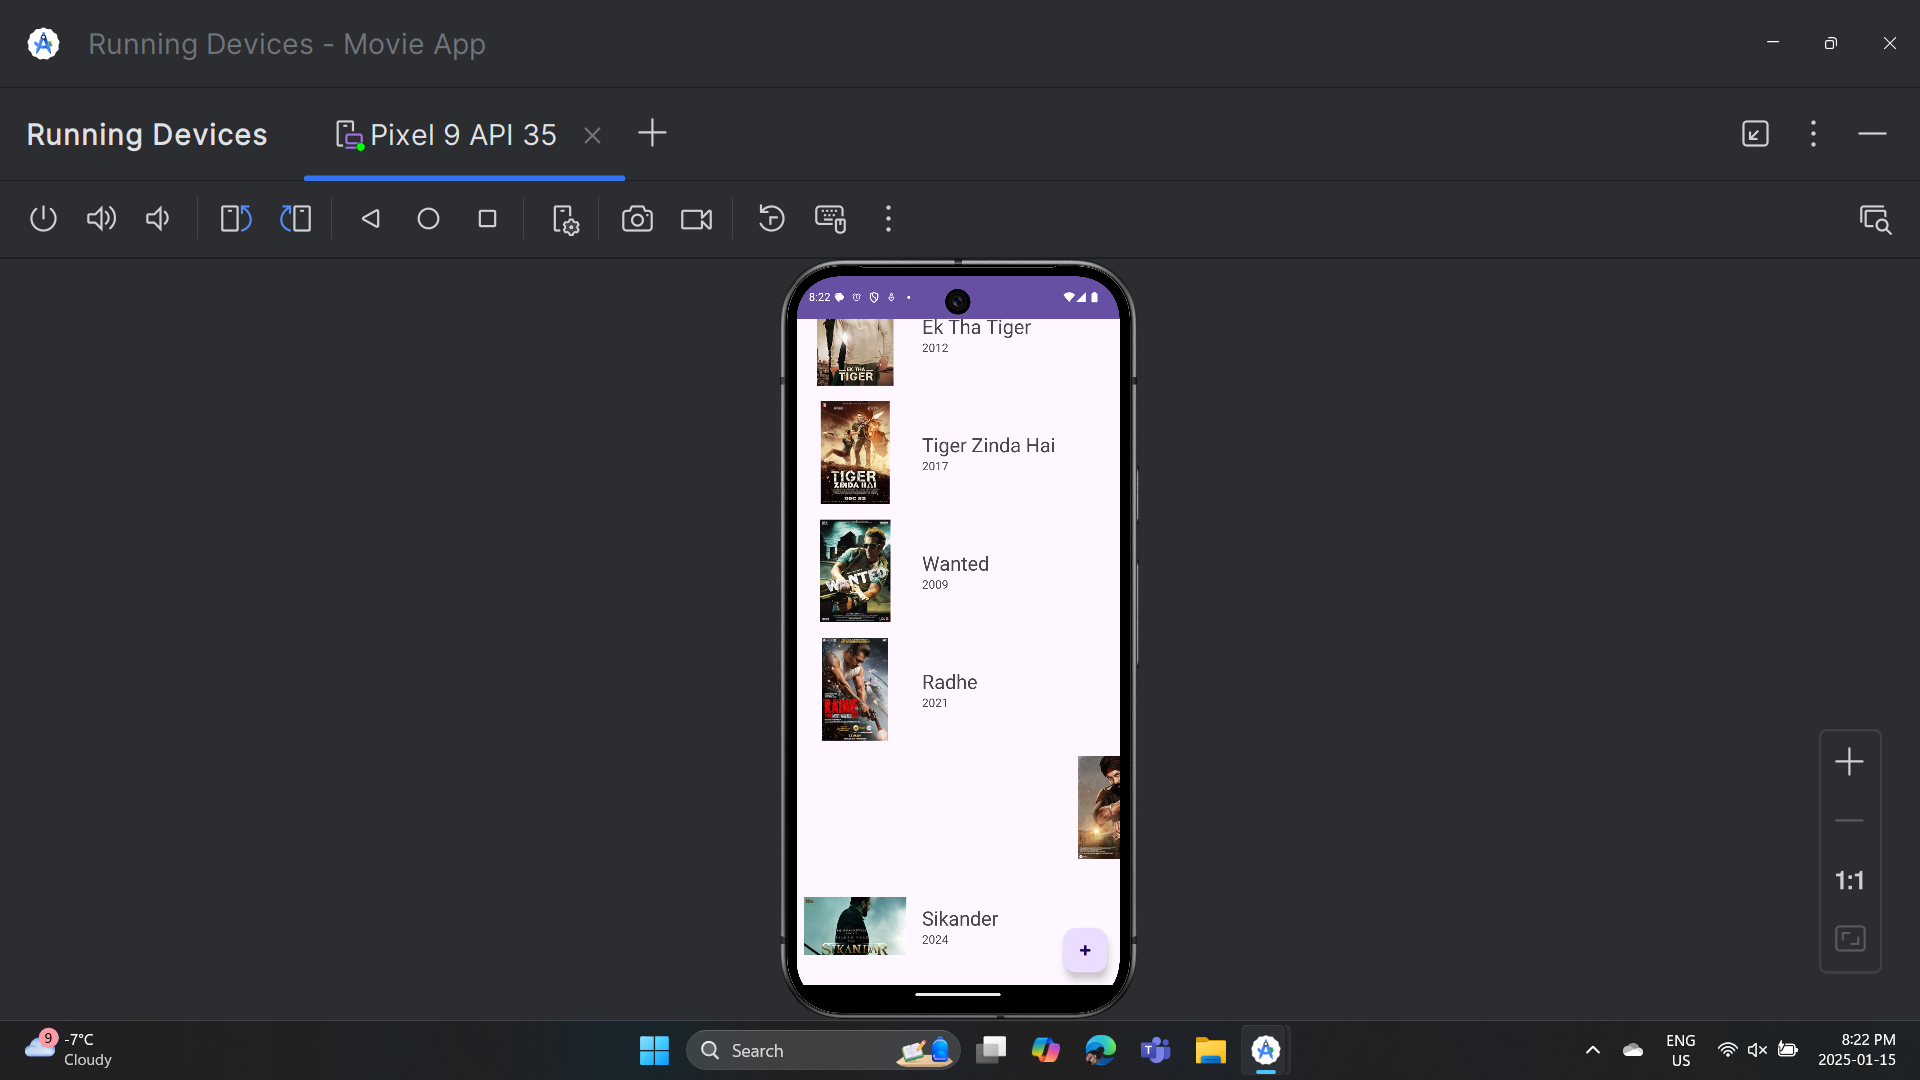 Running Devices - Movie App
Running Devices
Pixel 9 API 35
8:22
Ek Tha Tiger
2012
EK THA
TIGER
Tiger Zinda Hai
2017
TIGER
ZINDA HAI
DEC 22
Wanted
2009
WANTED
Radhe
2021
RADHE
Sikander
2024
SIKANDAR
+
1:1
9
-7°C
Cloudy
Search
ENG
US
8:22 PM
2025-01-15